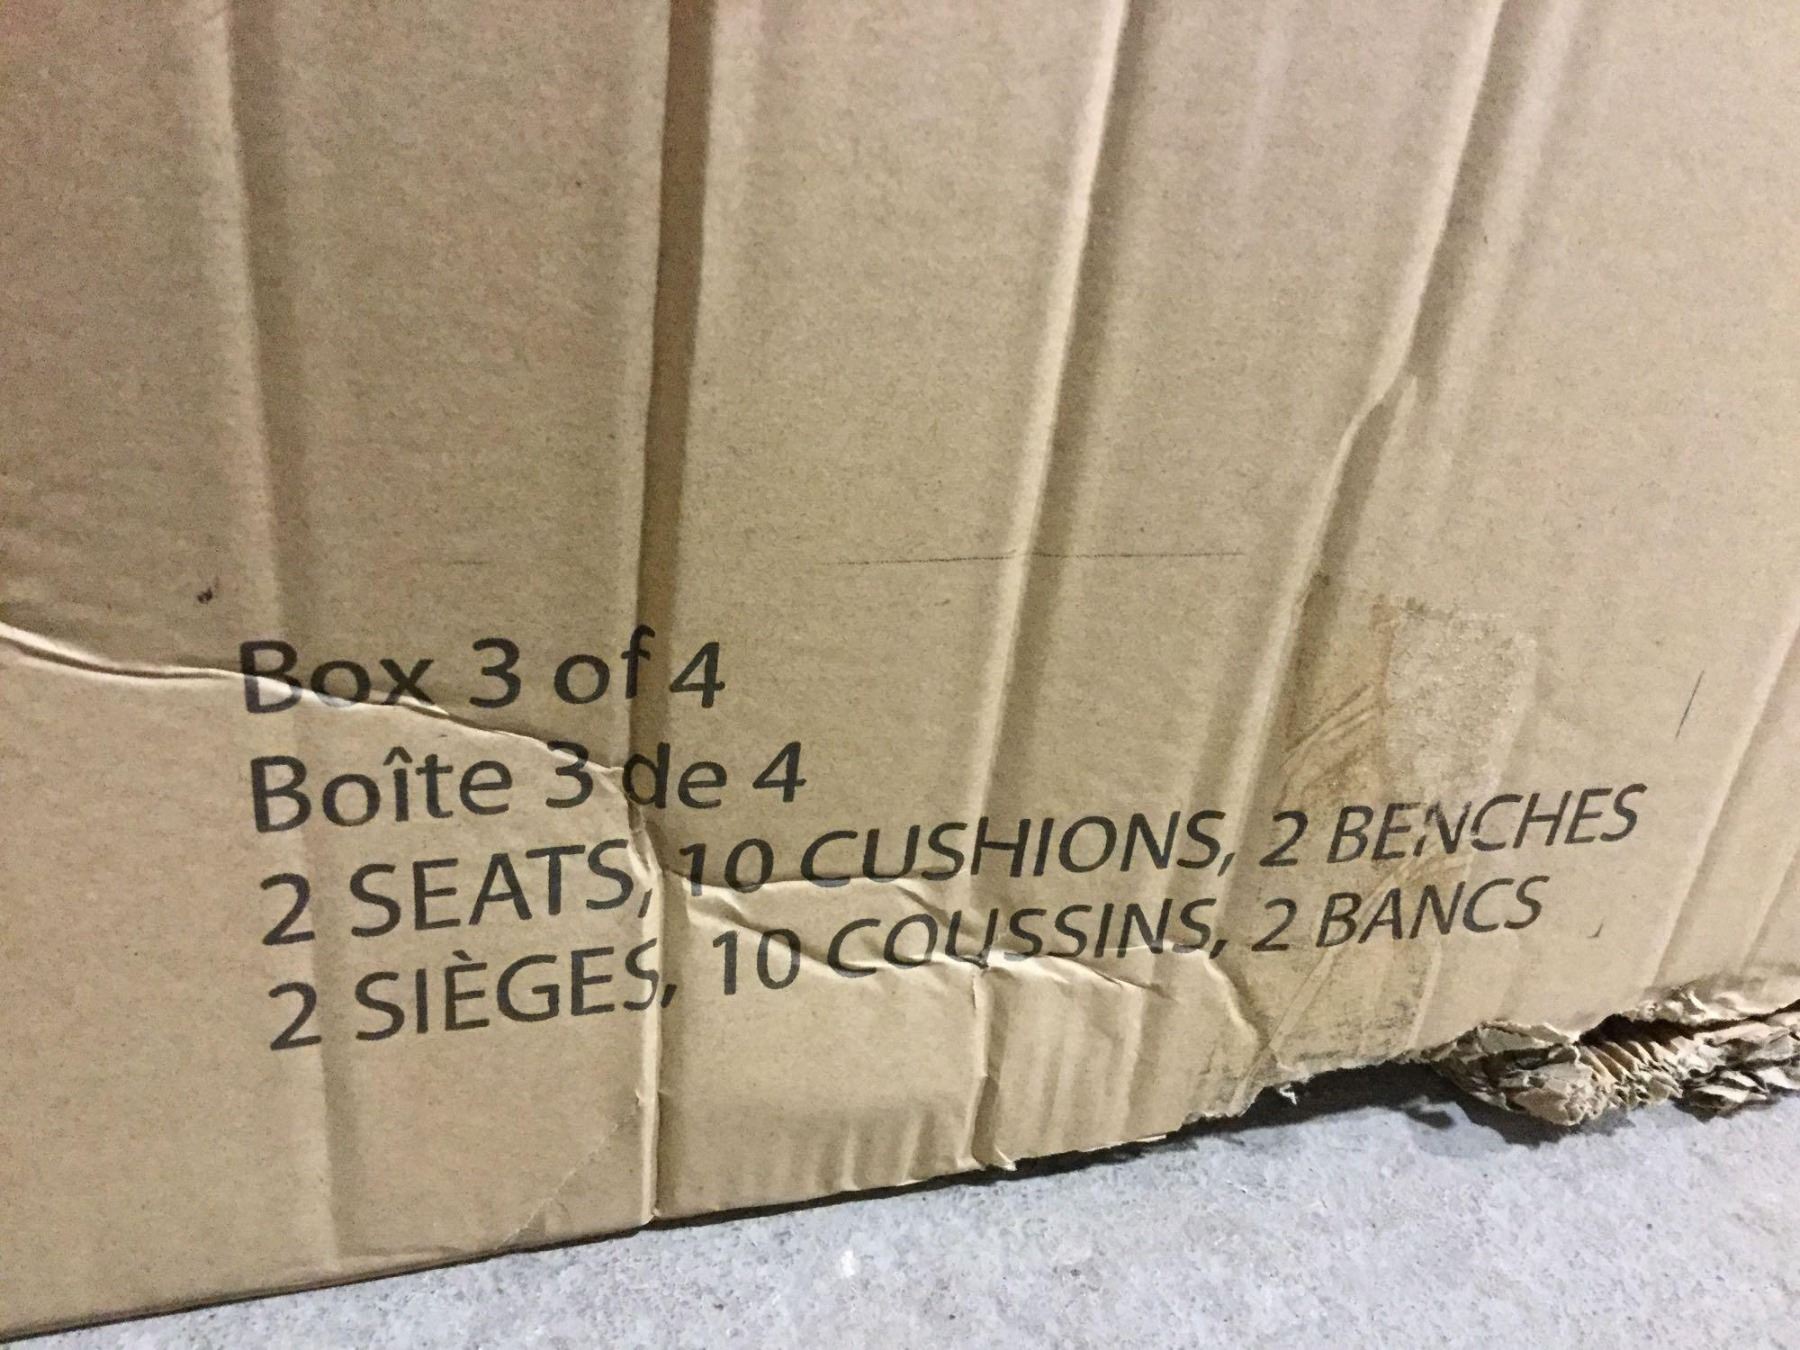 Box 3 of 4
Boîte 3 de 4
2 SEATS, 10 CUSHIONS, 2 BENCHES
2 SIÈGES, 10 COUSSINS, 2 BANCS